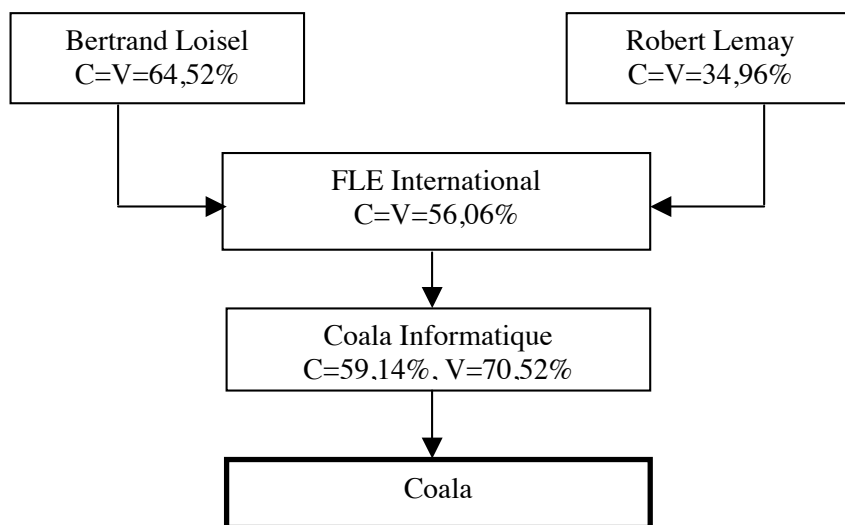 Bertrand Loisel
C=V=64,52%
Robert Lemay
C=V=34,96%
FLE International
C=V=56,06%
Coala Informatique
C=59,14%, V=70,52%
Coala